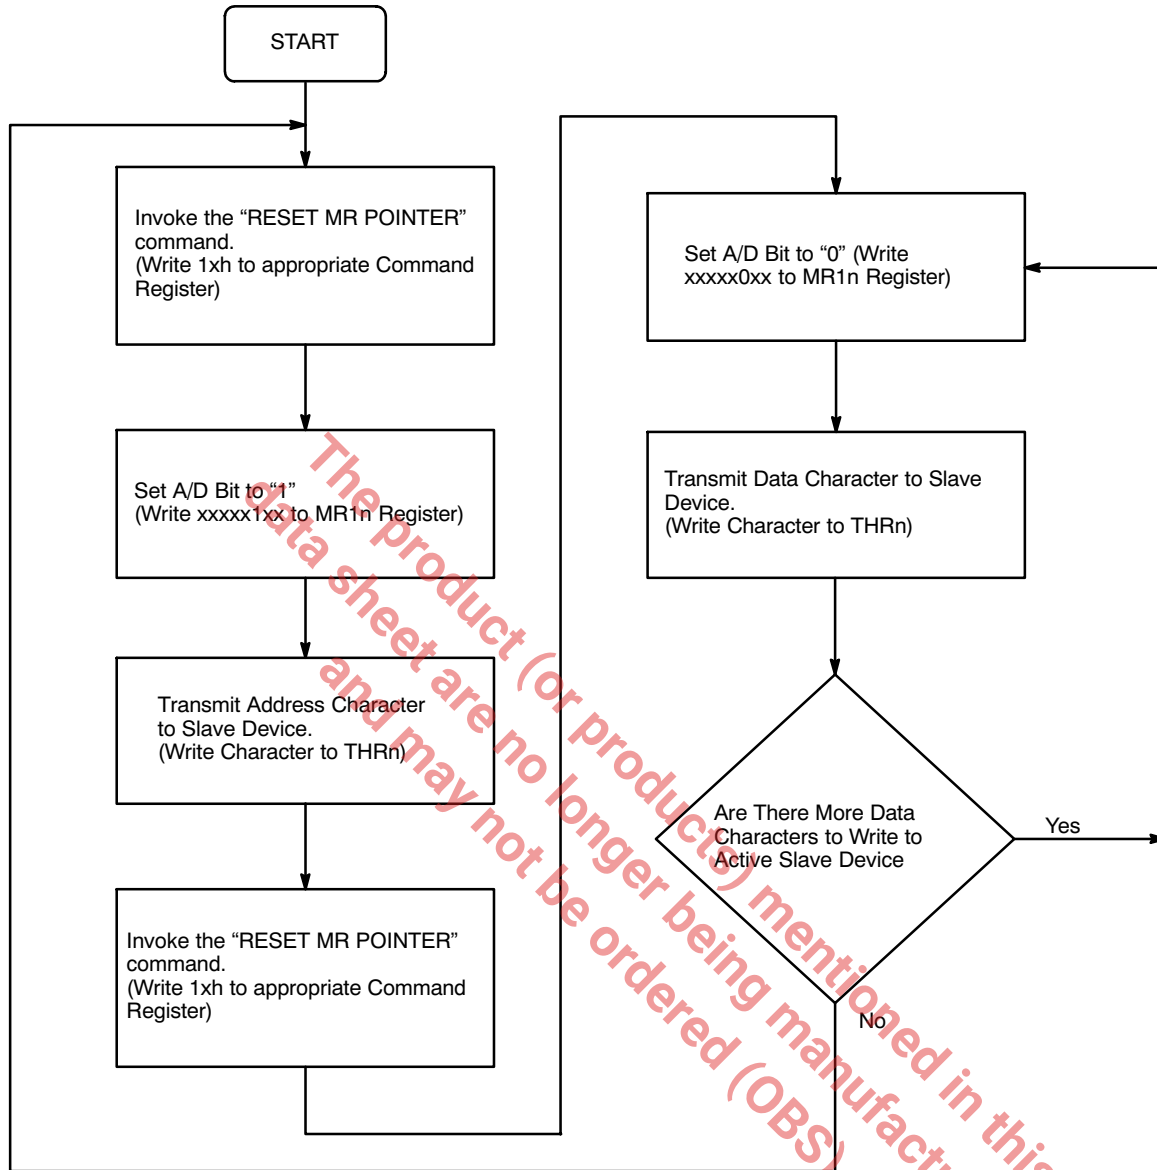 START
Invoke the “RESET MR POINTER”
command.
(Write 1xh to appropriate Command
Register)
Set A/D Bit to “1”
(Write xxxxx1xx to MR1n Register)
Transmit Address Character
to Slave Device.
(Write Character to THRn)
Invoke the “RESET MR POINTER”
command.
(Write 1xh to appropriate Command
Register)
Set A/D Bit to “0” (Write
xxxxx0xx to MR1n Register)
Transmit Data Character to Slave
Device.
(Write Character to THRn)
Are There More Data
Characters to Write to
Active Slave Device
Yes
No
The product (or products) mentioned in this
data sheet are no longer being
and may not be ordered (OBS)